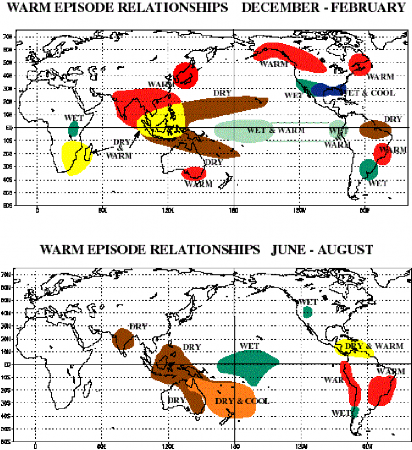 WARM EPISODE RELATIONSHIPS DECEMBER - FEBRUARY
70N
60N
50N
40N
30N
20N
10N
EQ
10S
20S
30S
40S
50S
60S
WARM
WARM
WARM
WET
WET & COOL
DRY
WET
WET & WARM
WET
WARM
DRY
DRY
&
WARM
DRY
WARM
WARM
WET
0
60E
120E
180
120W
60W
WARM EPISODE RELATIONSHIPS JUNE - AUGUST
70N
60N
50N
40N
30N
20N
10N
EQ
10S
20S
30S
40S
50S
60S
WET
DRY
DRY
WET
DRY & WARM
WAR
WARM
DRY
DRY & COOL
WET
0
60E
120E
180
120W
60W